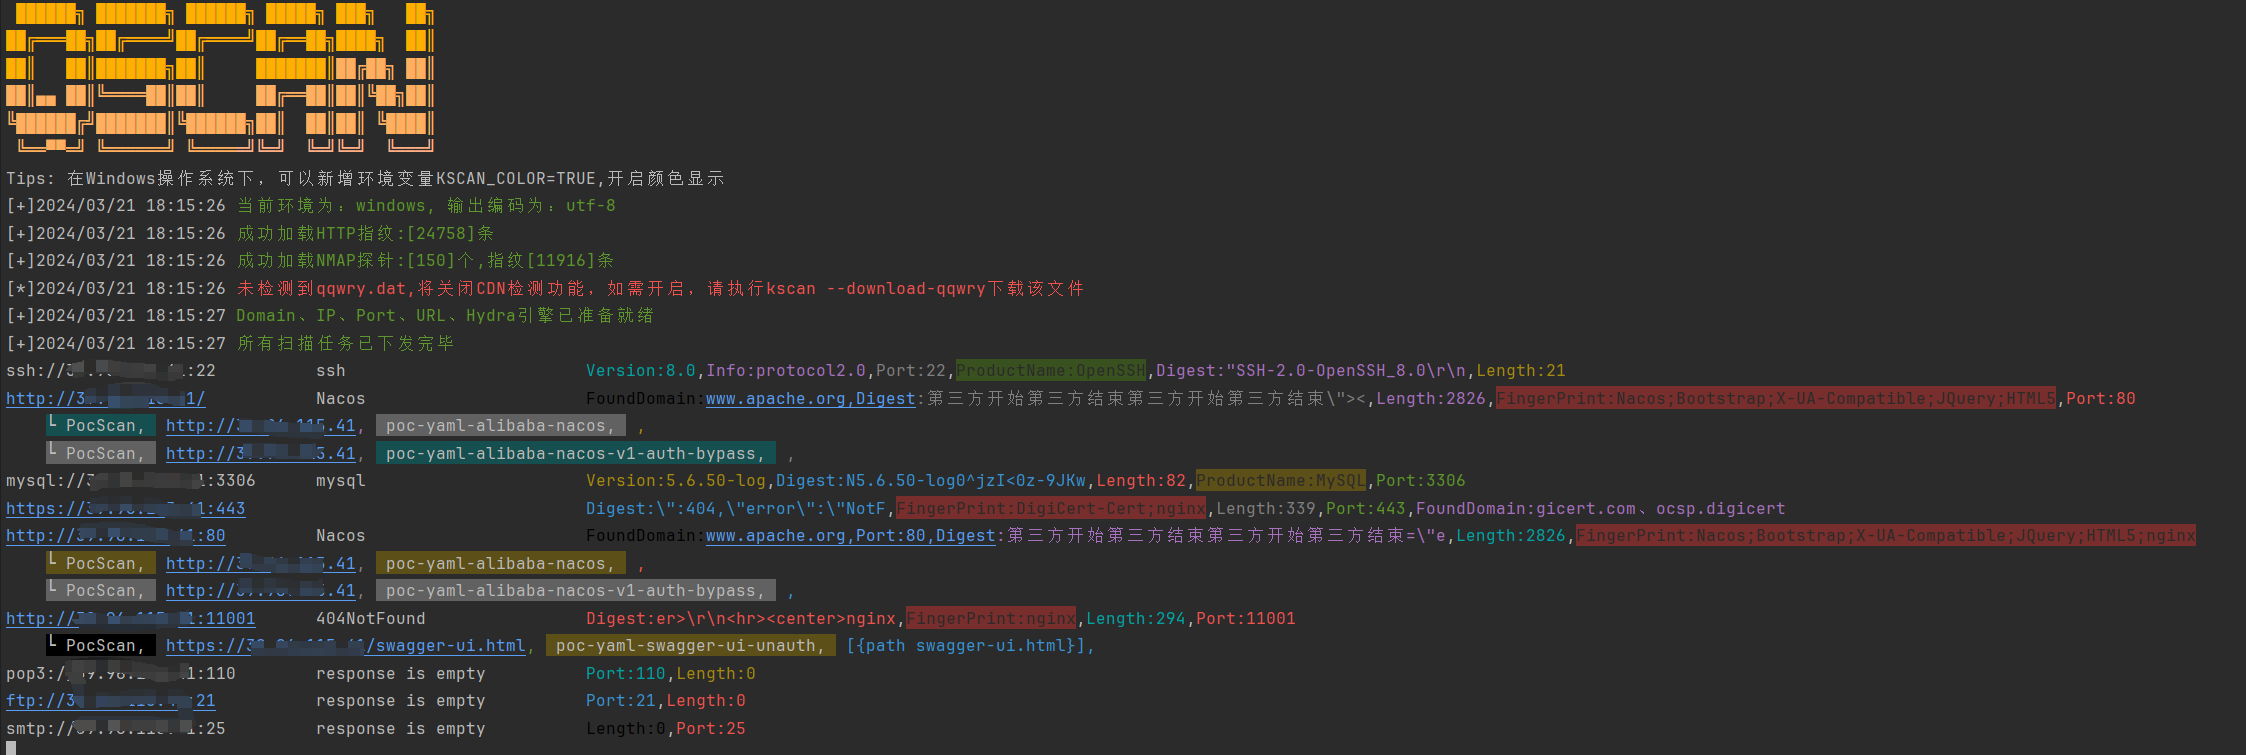 QSCAN
Tips: 在Windows操作系统下, 可以新增环境变量KSCAN_COLOR=TRUE,开启颜色显示
[+]2024/03/21 18:15:26 当前环境为：windows, 输出编码为：utf-8
[+]2024/03/21 18:15:26 成功加载HTTP指纹:[24758]条
[+]2024/03/21 18:15:26 成功加载NMAP探针:[150]个,指纹[11916]条
[*]2024/03/21 18:15:26 未检测到qqwry.dat,将关闭CDN检测功能，如需开启，请执行kscan --download-qqwry下载该文件
[+]2024/03/21 18:15:27 Domain、IP、Port、URL、Hydra引擎已准备就绪
[+]2024/03/21 18:15:27 所有扫描任务已下发完毕
ssh://3 :22 ssh Version:8.0,Info:protocol2.0,Port:22,ProductName:OpenSSH,Digest:"SSH-2.0-OpenSSH_8.0\r\n,Length:21
http://3 1/ Nacos FoundDomain:www.apache.org,Digest:第三方开始第三方结束第三方开始第三方结束\"><,Length:2826,FingerPrint:Nacos;Bootstrap;X-UA-Compatible;JQuery;HTML5,Port:80
└ PocScan, http://3 .41, poc-yaml-alibaba-nacos, ,
└ PocScan, http://3 5.41, poc-yaml-alibaba-nacos-v1-auth-bypass, ,
mysql:// :3306 mysql Version:5.6.50-log,Digest:N5.6.50-log0^jzI<0z-9JKw,Length:82,ProductName:MySQL,Port:3306
https:// :443 Digest:\":404,\"error\":\"NotF,FingerPrint:DigiCert-Cert;nginx,Length:339,Port:443,FoundDomain:gicert.com、ocsp.digicert
http:// :80 Nacos FoundDomain:www.apache.org,Port:80,Digest:第三方开始第三方结束第三方开始第三方结束=\"e,Length:2826,FingerPrint:Nacos;Bootstrap;X-UA-Compatible;JQuery;HTML5;nginx
└ PocScan, http://3 5.41, poc-yaml-alibaba-nacos, ,
└ PocScan, http:// 5.41, poc-yaml-alibaba-nacos-v1-auth-bypass, ,
http:// :11001 404NotFound Digest:er>\r\n<hr><center>nginx,FingerPrint:nginx,Length:294,Port:11001
└ PocScan, https:// /swagger-ui.html, poc-yaml-swagger-ui-unauth, [{path swagger-ui.html}],
pop3:/ 1:110 response is empty Port:110,Length:0
ftp://3 :21 response is empty Port:21,Length:0
smtp:// 1:25 response is empty Length:0,Port:25